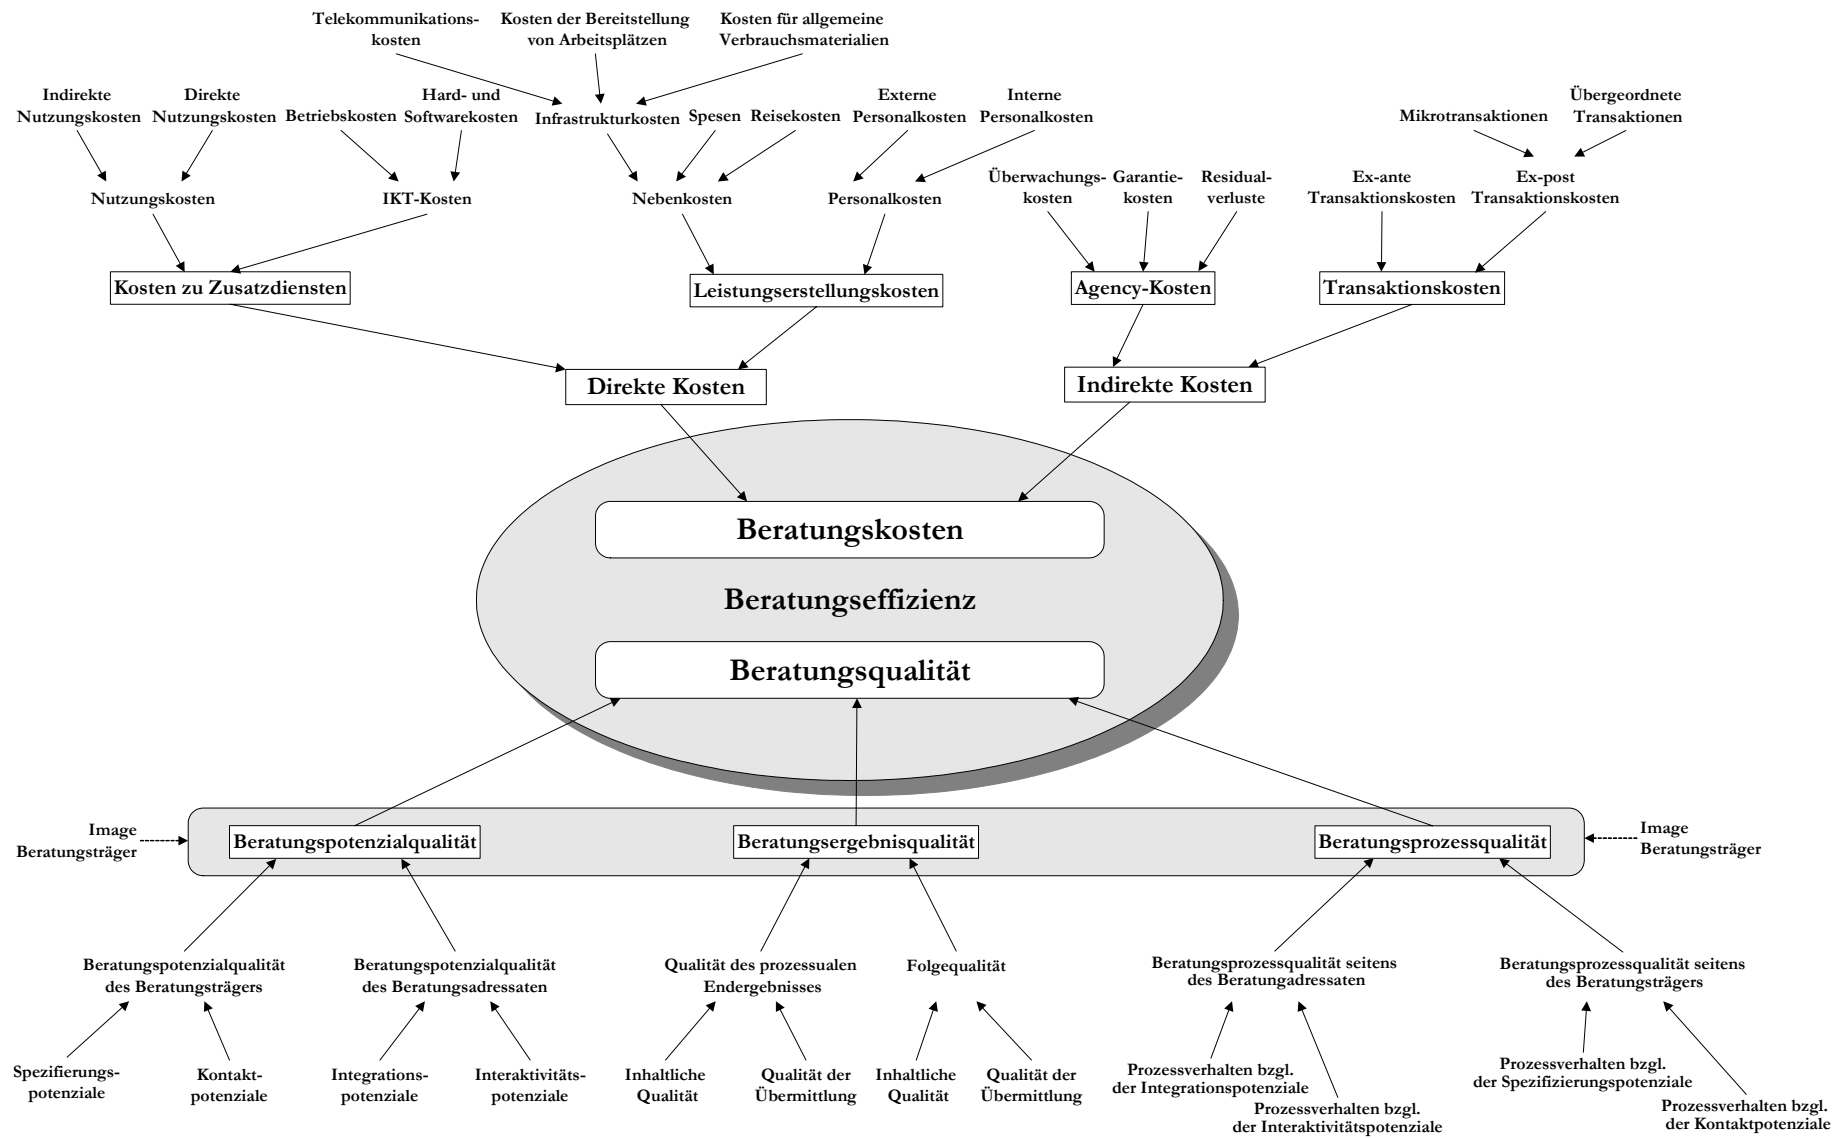 Telekommunikations-
kosten
Kosten der Bereitstellung
von Arbeitsplätzen
Kosten für allgemeine
Verbrauchsmaterialien
Indirekte
Nutzungskosten
Direkte
Nutzungskosten
Betriebskosten
Hard- und
Softwarekosten
Infrastrukturkosten
Spesen
Reisekosten
Externe
Personalkosten
Interne
Personalkosten
Mikrotransaktionen
Übergeordnete
Transaktionen
Nutzungskosten
IKT-Kosten
Nebenkosten
Personalkosten
Überwachungs-
kosten
Garantie-
kosten
Residual-
verluste
Ex-ante
Transaktionskosten
Ex-post
Transaktionskosten
Kosten zu Zusatzdiensten
Leistungserstellungskosten
Agency-Kosten
Transaktionskosten
Direkte Kosten
Indirekte Kosten
Beratungskosten
Beratungseffizienz
Beratungsqualität
Image
Beratungsträger
Beratungspotenzialqualität
Beratungsergebnisqualität
Beratungsprozessqualität
Image
Beratungsträger
Beratungspotenzialqualität
des Beratungsträgers
Beratungspotenzialqualität
des Beratungsadressaten
Qualität des prozessualen
Endergebnisses
Folgequalität
Beratungsprozessqualität seitens
des Beratungadressaten
Beratungsprozessqualität seitens
des Beratungsträgers
Spezifierungs-
potenziale
Kontakt-
potenziale
Integrations-
potenziale
Interaktivitäts-
potenziale
Inhaltliche
Qualität
Qualität der
Übermittlung
Inhaltliche
Qualität
Qualität der
Übermittlung
Prozessverhalten bzgl.
der Integrationspotenziale
Prozessverhalten bzgl.
der Interaktivitätspotenziale
Prozessverhalten bzgl.
der Spezifizierungspotenziale
Prozessverhalten bzgl.
der Kontaktpotenziale